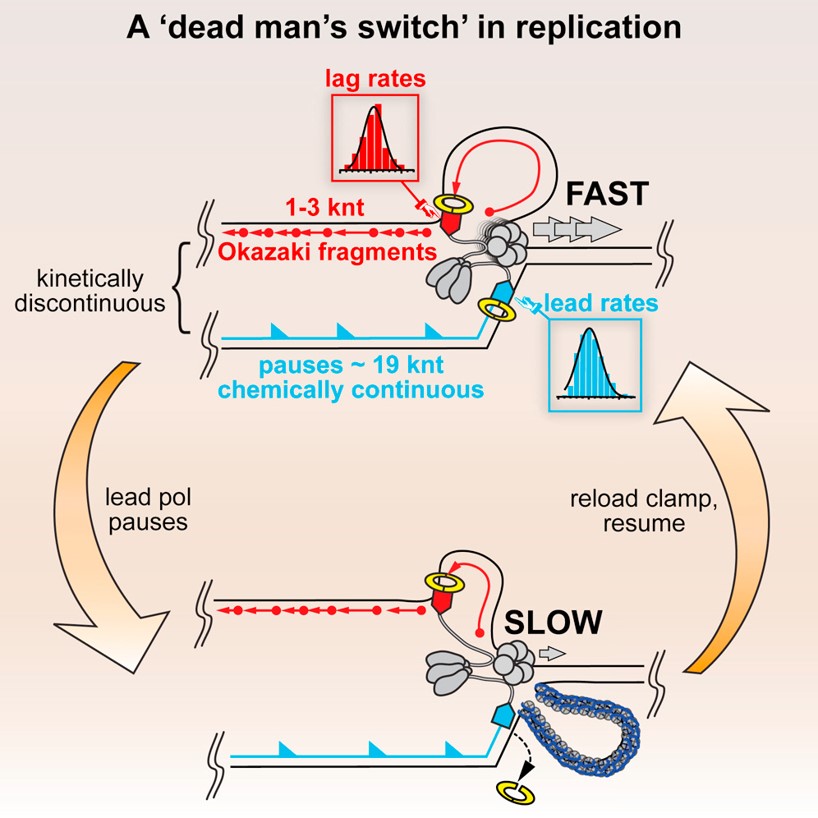 A ‘dead man’s switch’ in replication
lag rates
FAST
1-3 knt
Okazaki fragments
kinetically
discontinuous
lead rates
pauses ~ 19 knt
chemically continuous
lead pol
pauses
reload clamp,
resume
SLOW